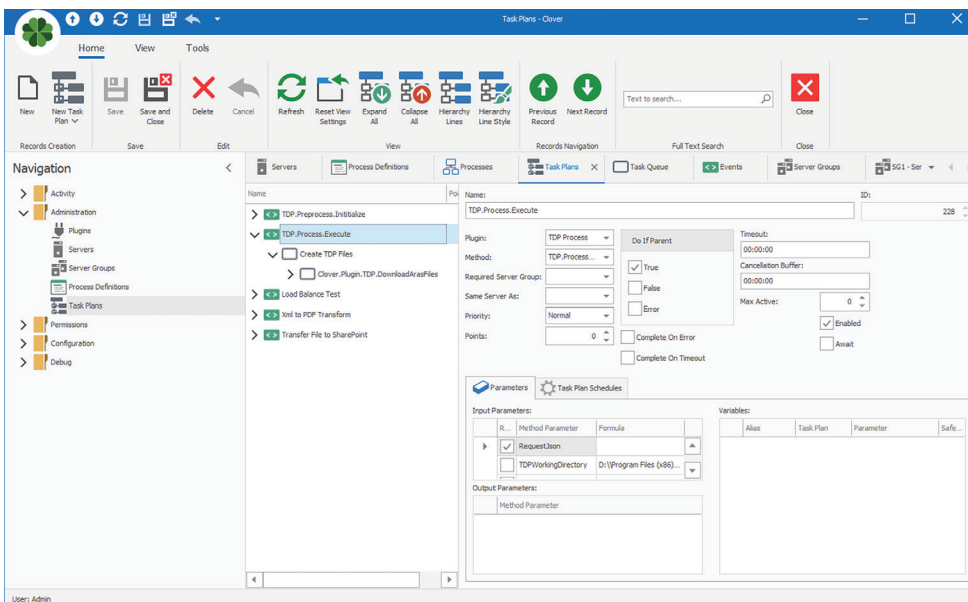 Task Plans - Clover
Home View Tools
New
New Task Plan
Save
Save and Close
Delete
Cancel
Refresh
Reset View Settings
Expand All
Collapse All
Hierarchy Lines
Hierarchy Line Style
Previous Record
Next Record
Text to search...
Close
Records Creation
Save
Edit
View
Records Navigation
Full Text Search
Close
Navigation
Activity
Administration
Plugins
Servers
Server Groups
Process Definitions
Task Plans
Permissions
Configuration
Debug
Servers
Process Definitions
Processes
Task Plans
Task Queue
Events
Server Groups
SG1 - Ser
Name
Poi
TDP.Preprocess.Inititialize
TDP.Process.Execute
Create TDP Files
Clover.Plugin.TDP.DownloadArasFiles
Load Balance Test
Xml to PDF Transform
Transfer File to SharePoint
Name:
ID:
TDP.Process.Execute
228
Plugin: TDP Process
Method: TDP.Process...
Required Server Group:
Same Server As:
Priority: Normal
Points: 0
Do If Parent
True
False
Error
Complete On Error
Complete On Timeout
Timeout:
00:00:00
Cancellation Buffer:
00:00:00
Max Active: 0
Enabled
Await
Parameters
Task Plan Schedules
Input Parameters:
R... Method Parameter Formula
RequestJson
TDPWorkingDirectory D:\\Program Files (x86)...
Output Parameters:
Method Parameter
Variables:
Alias Task Plan Parameter Safe...
User: Admin